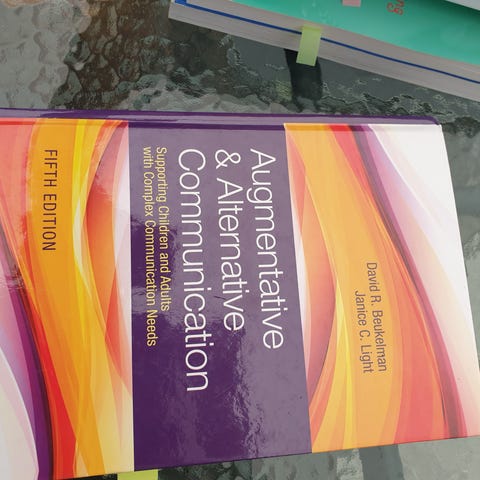 David R. Beukelman
Janice C. Light
Augmentative
& Alternative
Communication
Supporting Children and Adults
with Complex Communication Needs
FIFTH EDITION